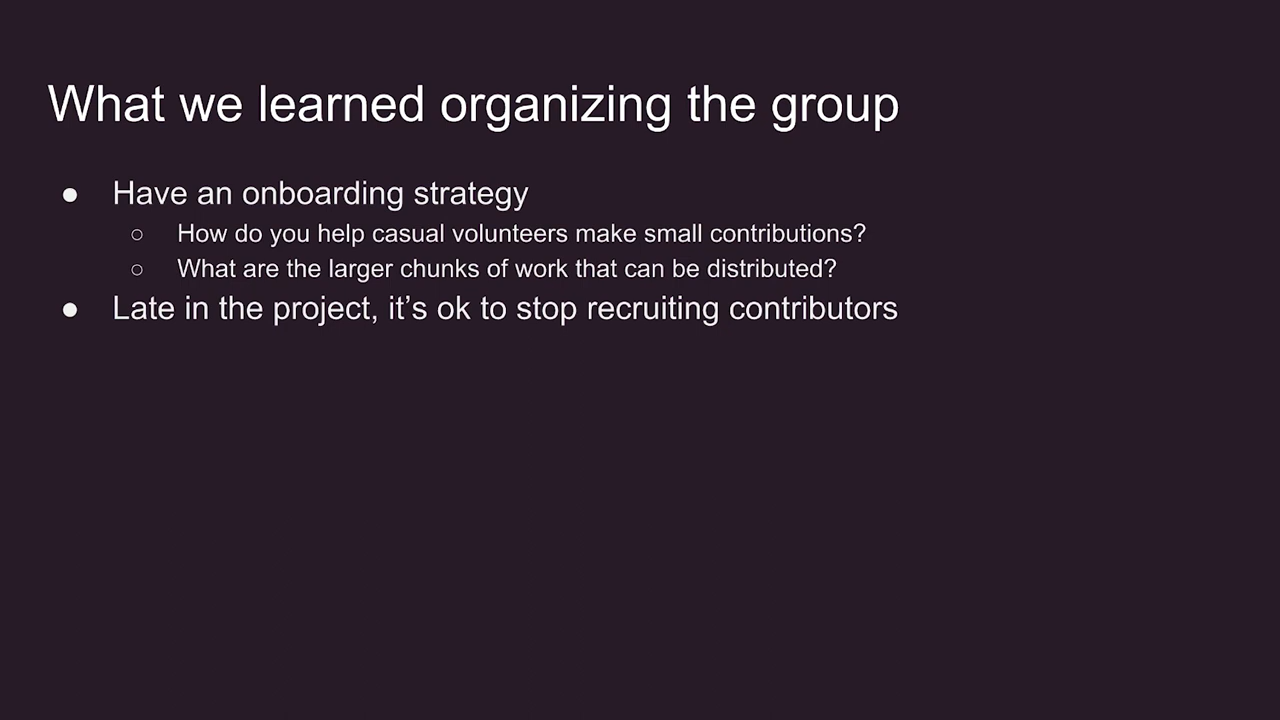 What we learned organizing the group
● Have an onboarding strategy
○ How do you help casual volunteers make small contributions?
○ What are the larger chunks of work that can be distributed?
● Late in the project, it’s ok to stop recruiting contributors